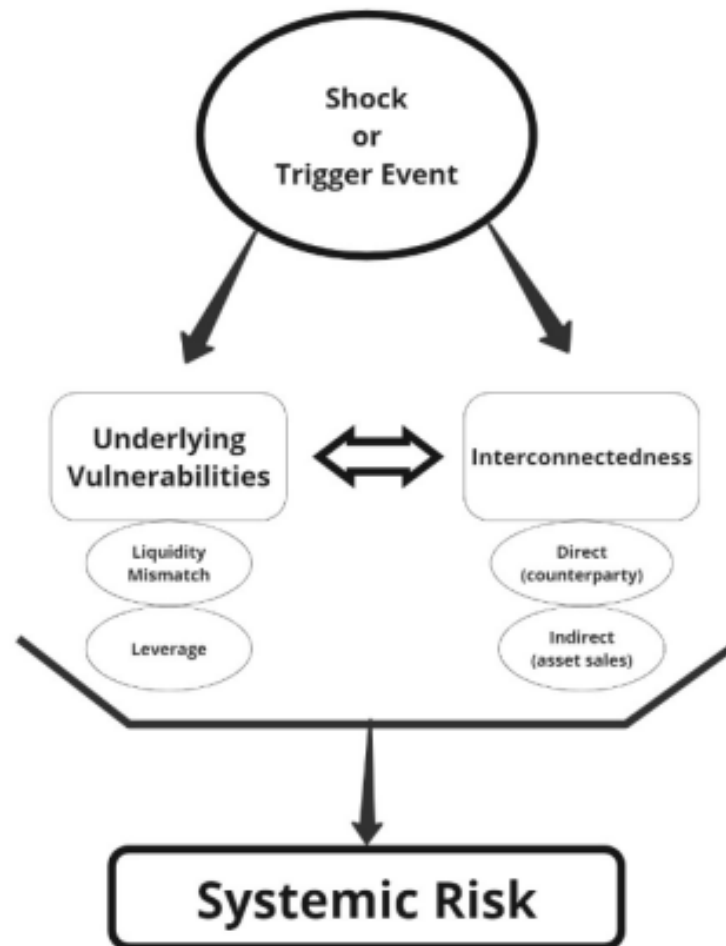 Shock
or
Trigger Event
Underlying
Vulnerabilities
Interconnectedness
Liquidity
Mismatch
Direct
(counterparty)
Leverage
Indirect
(asset sales)
Systemic Risk